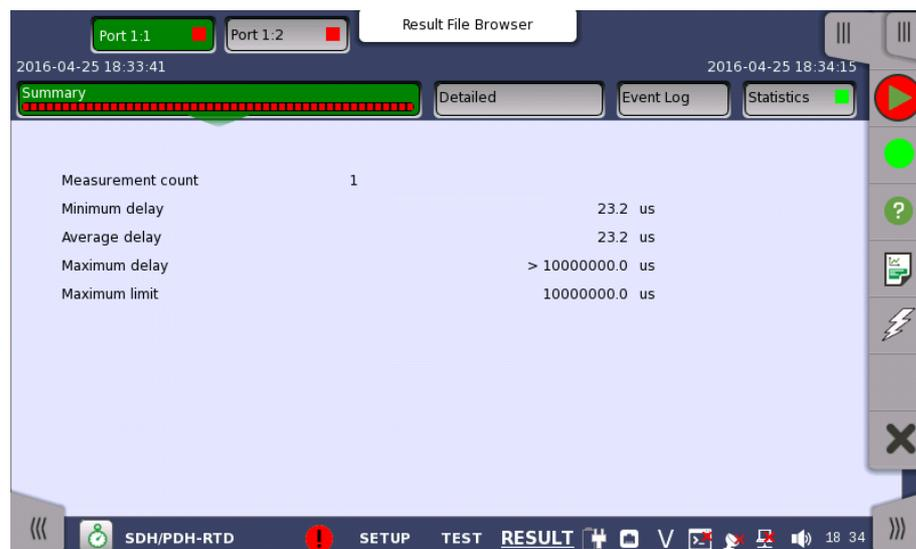 Result File Browser
Port 1:1
Port 1:2
2016-04-25 18:33:41
2016-04-25 18:34:15
Summary
Detailed
Event Log
Statistics
Measurement count 1
Minimum delay 23.2 us
Average delay 23.2 us
Maximum delay > 10000000.0 us
Maximum limit 10000000.0 us
SDH/PDH-RTD ! SETUP TEST RESULT V 18 34